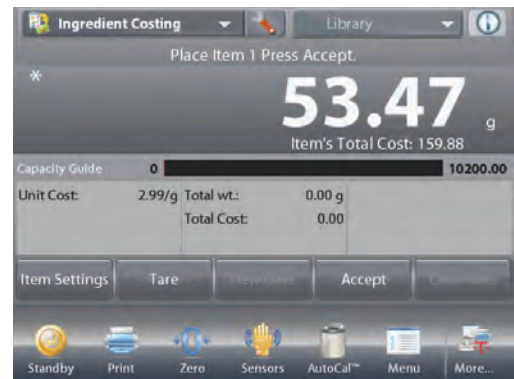 Ingredient Costing Library
Place Item 1 Press Accept.
*
53.47 g
Item's Total Cost: 159.88
Capacity Guide 0 10200.00
Unit Cost: 2.99/g Total wt.: 0.00 g
Total Cost: 0.00
Item Settings Tare Accept
Standby Print Zero Sensors AutoCal™ Menu More...